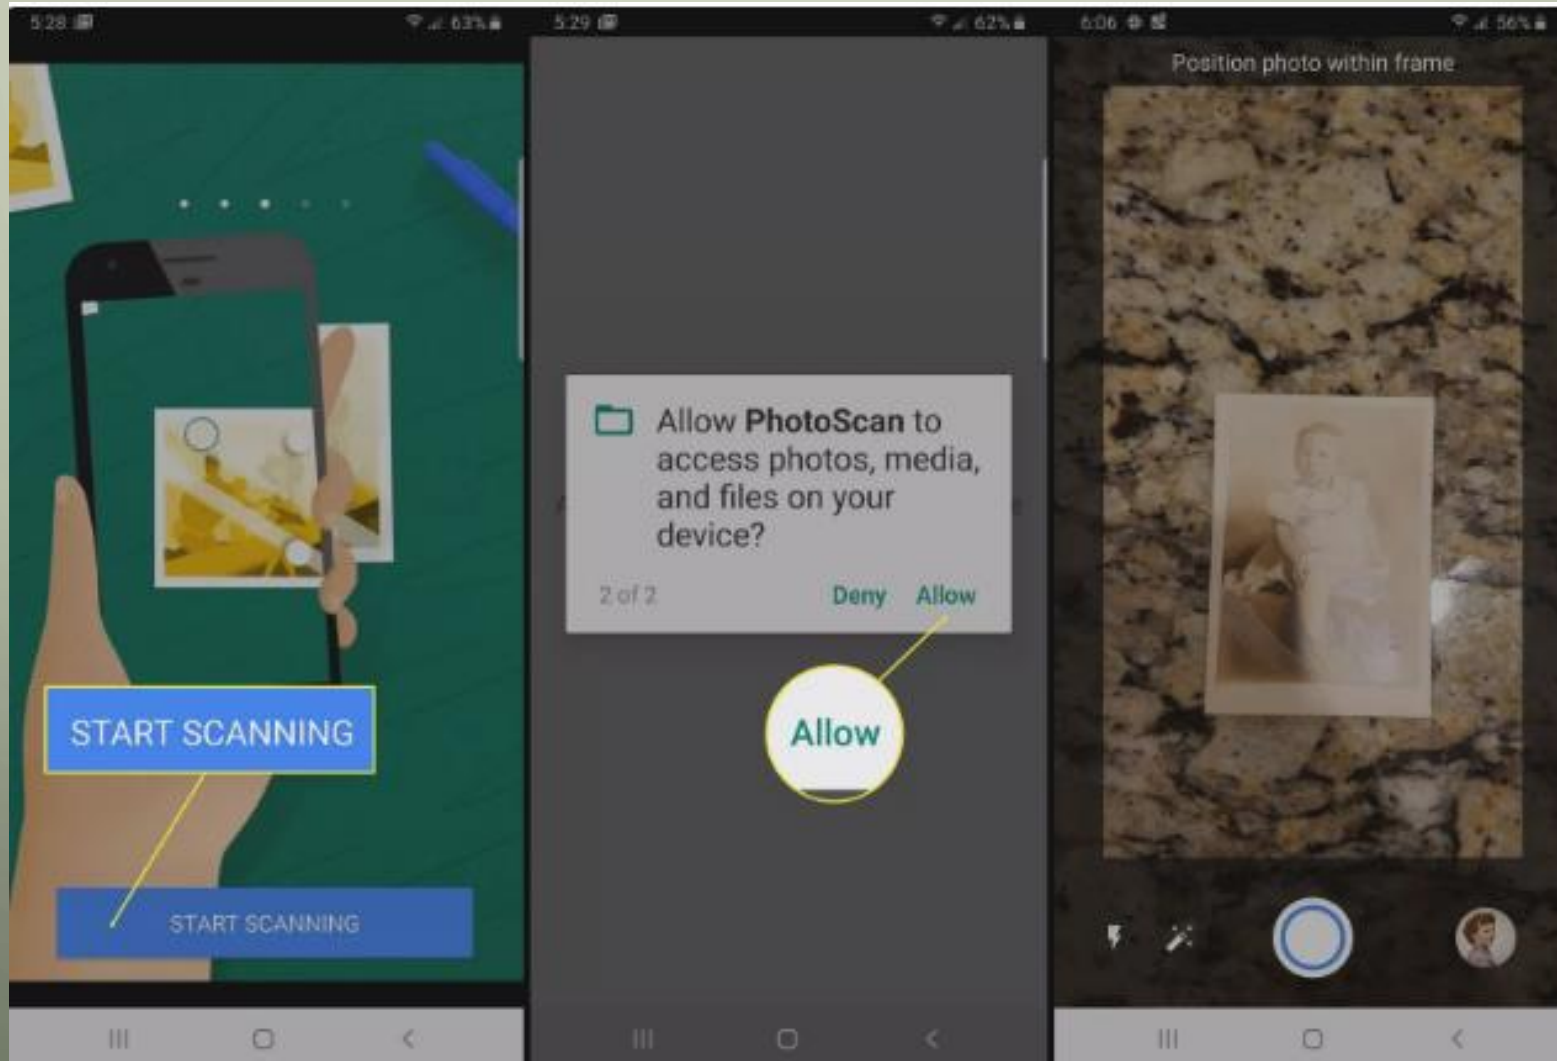 5:28
63%
START SCANNING
START SCANNING
5:29
62%
Allow PhotoScan to
access photos, media,
and files on your
device?
2 of 2
Deny Allow
Allow
6:06
56%
Position photo within frame